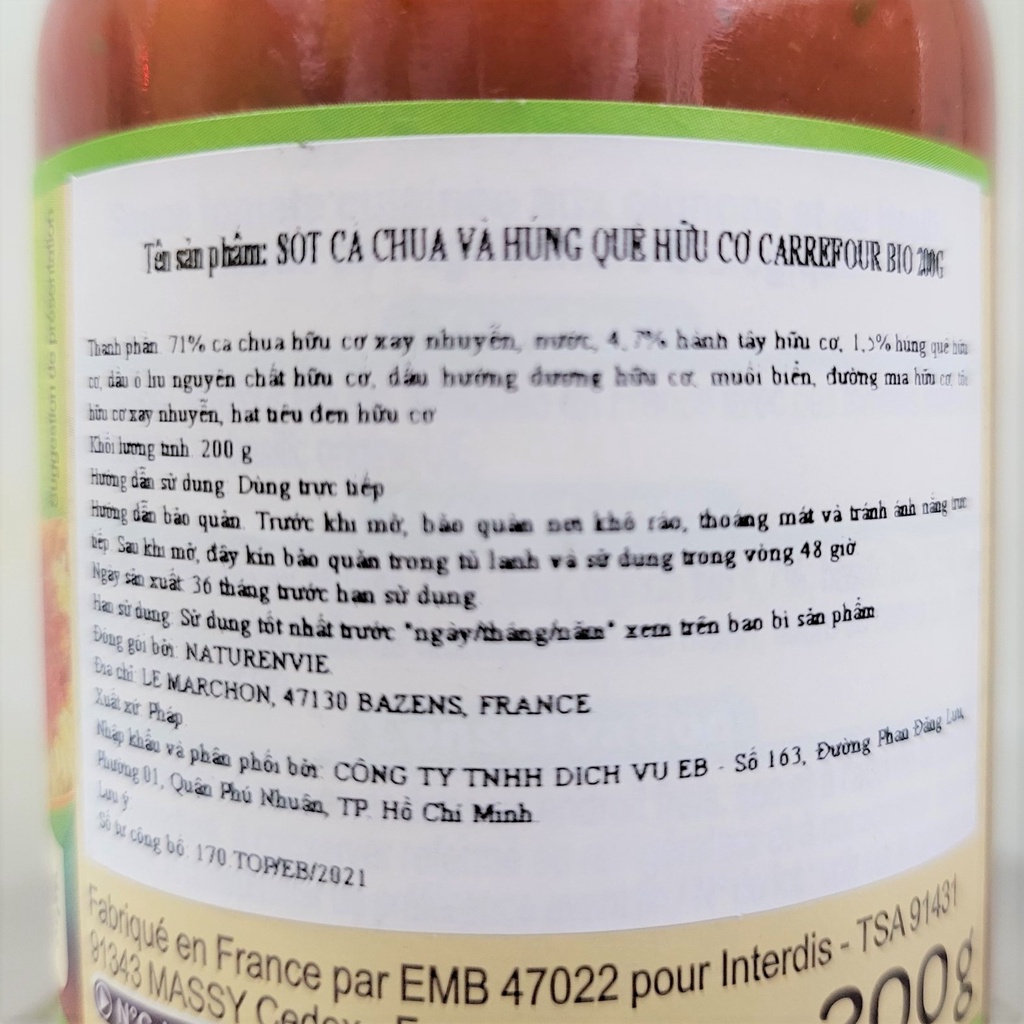 Tên sản phẩm: SỐT CÀ CHUA VÀ HÚNG QUẾ HỮU CƠ CARREFOUR BIO 200G
Thành phần: 71% cà chua hữu cơ xay nhuyễn, nước, 4,7% hành tây hữu cơ, 1,5% húng quế hữu
cơ, dầu ô liu nguyên chất hữu cơ, dầu hướng dương hữu cơ, muối biển, đường mía hữu cơ, tỏi
hữu cơ xay nhuyễn, hạt tiêu đen hữu cơ
Khối lượng tịnh: 200 g
Hướng dẫn sử dụng: Dùng trực tiếp
Hướng dẫn bảo quản: Trước khi mở, bảo quản nơi khô ráo, thoáng mát và tránh ánh nắng trực
tiếp. Sau khi mở, đậy kín bảo quản trong tủ lạnh và sử dụng trong vòng 48 giờ
Ngày sản xuất: 36 tháng trước hạn sử dụng
Hạn sử dụng: Sử dụng tốt nhất trước "ngày/tháng/năm" xem trên bao bì sản phẩm
Đóng gói bởi: NATURENVIE.
Địa chỉ: LE MARCHON, 47130 BAZENS, FRANCE
Xuất xứ: Pháp
Nhập khẩu và phân phối bởi: CÔNG TY TNHH DỊCH VỤ EB - Số 163, Đường Phan Đăng Lưu,
Phường 01, Quận Phú Nhuận, TP. Hồ Chí Minh.
Lưu ý
Số tự công bố: 170.TOP/EB/2021
Fabriqué en France par EMB 47022 pour Interdis - TSA 91431
91343 MASSY Cedex
200g
suggestion de présentation